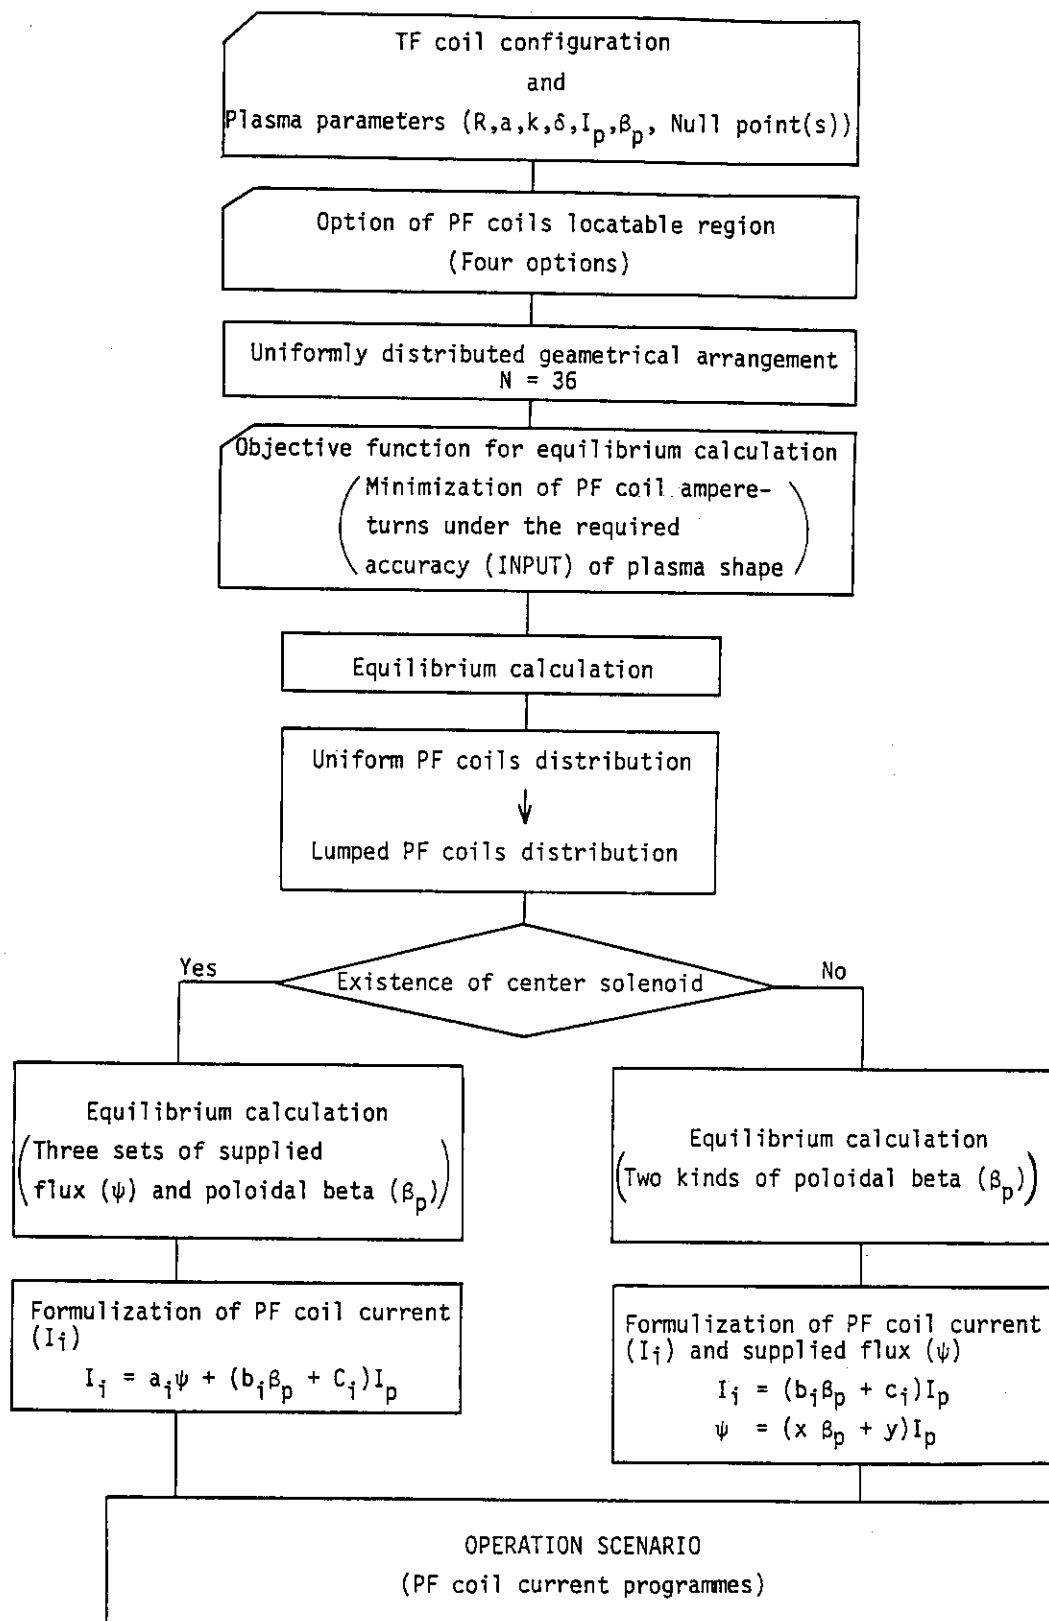 TF coil configuration
and
Plasma parameters (R,a,k,δ,I_p,β_p, Null point(s))
Option of PF coils locatable region
(Four options)
Uniformly distributed geametrical arrangement
N = 36
Objective function for equilibrium calculation
(Minimization of PF coil ampere-
turns under the required
accuracy (INPUT) of plasma shape)
Equilibrium calculation
Uniform PF coils distribution
↓
Lumped PF coils distribution
Yes
Existence of center solenoid
No
Equilibrium calculation
(Three sets of supplied
flux (ψ) and poloidal beta (β_p))
Equilibrium calculation
(Two kinds of poloidal beta (β_p))
Formulization of PF coil current
(I_i)
I_i = a_iψ + (b_iβ_p + C_i)I_p
Formulization of PF coil current
(I_i) and supplied flux (ψ)
I_i = (b_iβ_p + c_i)I_p
ψ = (x β_p + y)I_p
OPERATION SCENARIO
(PF coil current programmes)